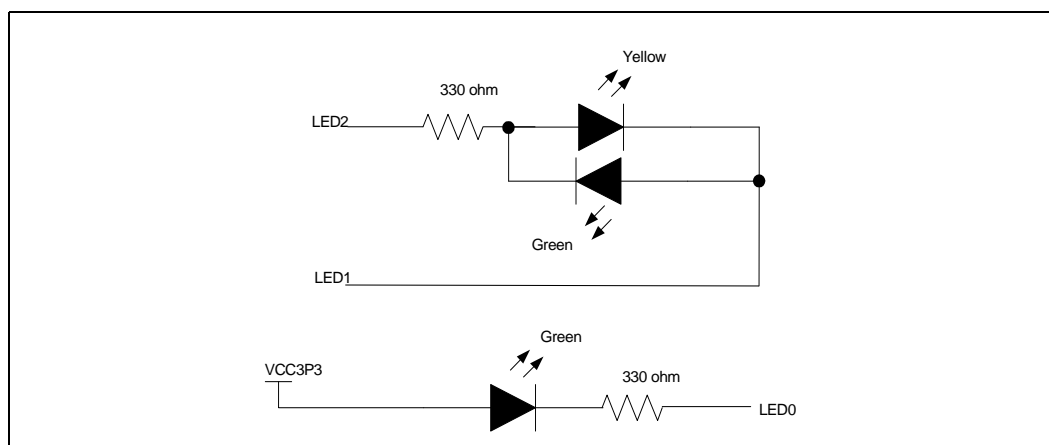 Yellow
330 ohm
LED2
Green
LED1
Green
VCC3P3
330 ohm
LED0